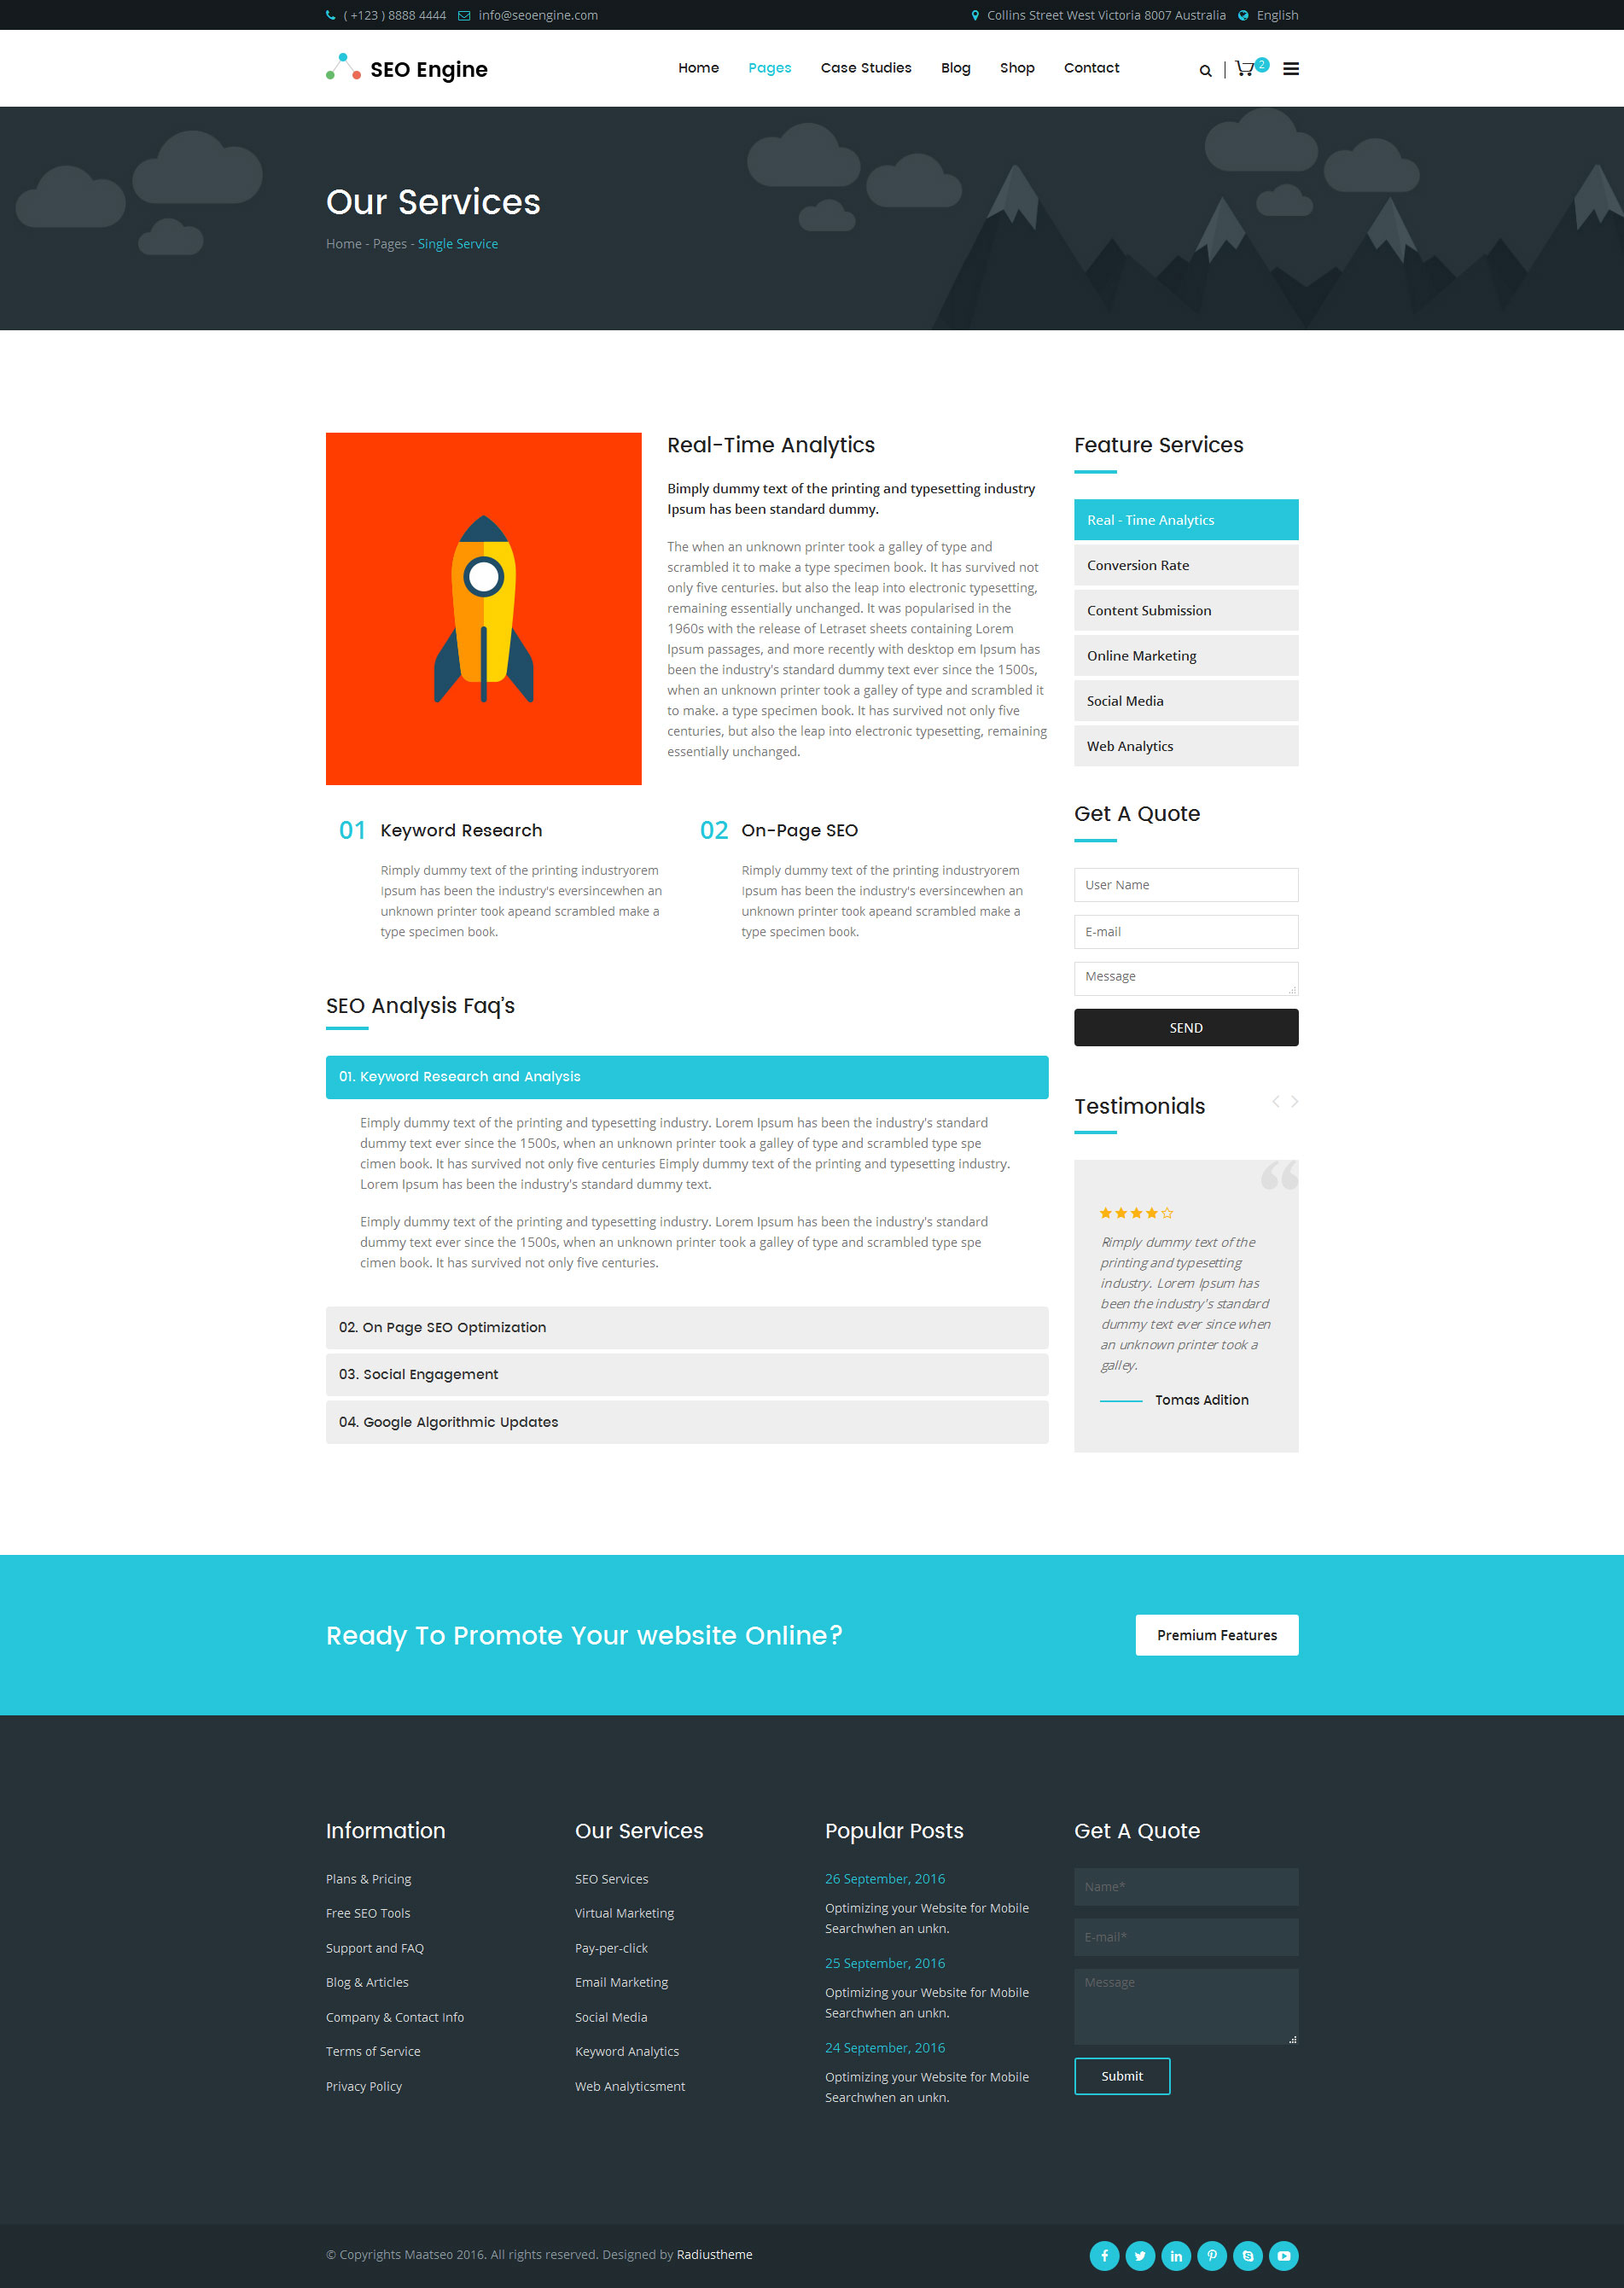 ( +123 ) 8888 4444 info@seoengine.com Collins Street West Victoria 8007 Australia English
SEO Engine
Home Pages Case Studies Blog Shop Contact 2
Our Services
Home - Pages - Single Service
Real-Time Analytics
Bimply dummy text of the printing and typesetting industry
Ipsum has been standard dummy.
The when an unknown printer took a galley of type and
scrambled it to make a type specimen book. It has survived not
only five centuries. but also the leap into electronic typesetting,
remaining essentially unchanged. It was popularised in the
1960s with the release of Letraset sheets containing Lorem
Ipsum passages, and more recently with desktop em Ipsum has
been the industry's standard dummy text ever since the 1500s,
when an unknown printer took a galley of type and scrambled it
to make. a type specimen book. It has survived not only five
centuries, but also the leap into electronic typesetting, remaining
essentially unchanged.
01 Keyword Research
Rimply dummy text of the printing industryorem
Ipsum has been the industry's eversincewhen an
unknown printer took apeand scrambled make a
type specimen book.
02 On-Page SEO
Rimply dummy text of the printing industryorem
Ipsum has been the industry's eversincewhen an
unknown printer took apeand scrambled make a
type specimen book.
SEO Analysis Faq's
01. Keyword Research and Analysis
Eimply dummy text of the printing and typesetting industry. Lorem Ipsum has been the industry's standard
dummy text ever since the 1500s, when an unknown printer took a galley of type and scrambled type spe
cimen book. It has survived not only five centuries Eimply dummy text of the printing and typesetting industry.
Lorem Ipsum has been the industry's standard dummy text.
Eimply dummy text of the printing and typesetting industry. Lorem Ipsum has been the industry's standard
dummy text ever since the 1500s, when an unknown printer took a galley of type and scrambled type spe
cimen book. It has survived not only five centuries.
02. On Page SEO Optimization
03. Social Engagement
04. Google Algorithmic Updates
Feature Services
Real - Time Analytics
Conversion Rate
Content Submission
Online Marketing
Social Media
Web Analytics
Get A Quote
User Name
E-mail
Message
SEND
Testimonials
Rimply dummy text of the
printing and typesetting
industry. Lorem Ipsum has
been the industry's standard
dummy text ever since when
an unknown printer took a
galley.
Tomas Adition
Ready To Promote Your website Online?
Premium Features
Information
Plans & Pricing
Free SEO Tools
Support and FAQ
Blog & Articles
Company & Contact Info
Terms of Service
Privacy Policy
Our Services
SEO Services
Virtual Marketing
Pay-per-click
Email Marketing
Social Media
Keyword Analytics
Web Analyticsment
Popular Posts
26 September, 2016
Optimizing your Website for Mobile
Searchwhen an unkn.
25 September, 2016
Optimizing your Website for Mobile
Searchwhen an unkn.
24 September, 2016
Optimizing your Website for Mobile
Searchwhen an unkn.
Get A Quote
Name*
E-mail*
Message
Submit
© Copyrights Maatseo 2016. All rights reserved. Designed by Radiustheme